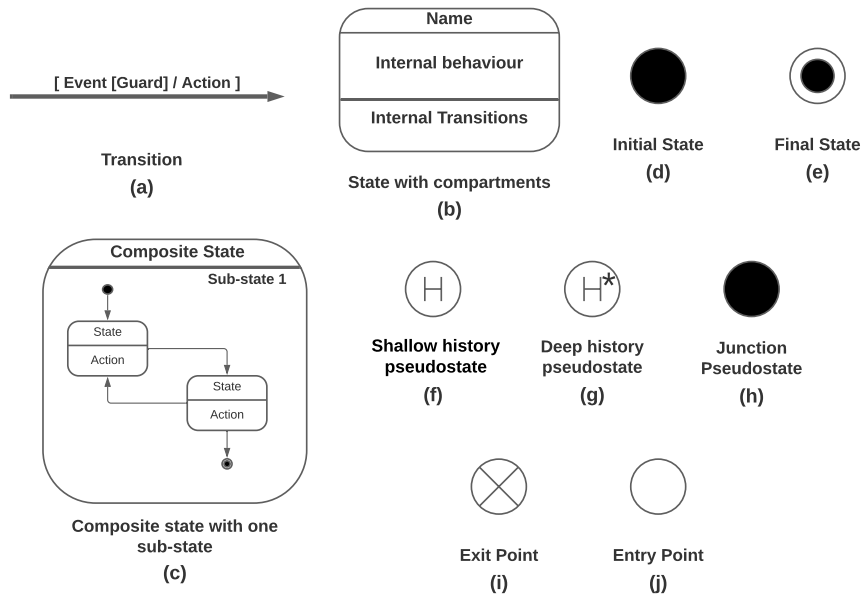 [ Event [Guard] / Action ]
Transition
(a)
Name
Internal behaviour
Internal Transitions
State with compartments
(b)
Initial State
(d)
Final State
(e)
Composite State
Sub-state 1
State
Action
State
Action
Composite state with one
sub-state
(c)
H
Shallow history
pseudostate
(f)
H*
Deep history
pseudostate
(g)
Junction
Pseudostate
(h)
Exit Point
(i)
Entry Point
(j)